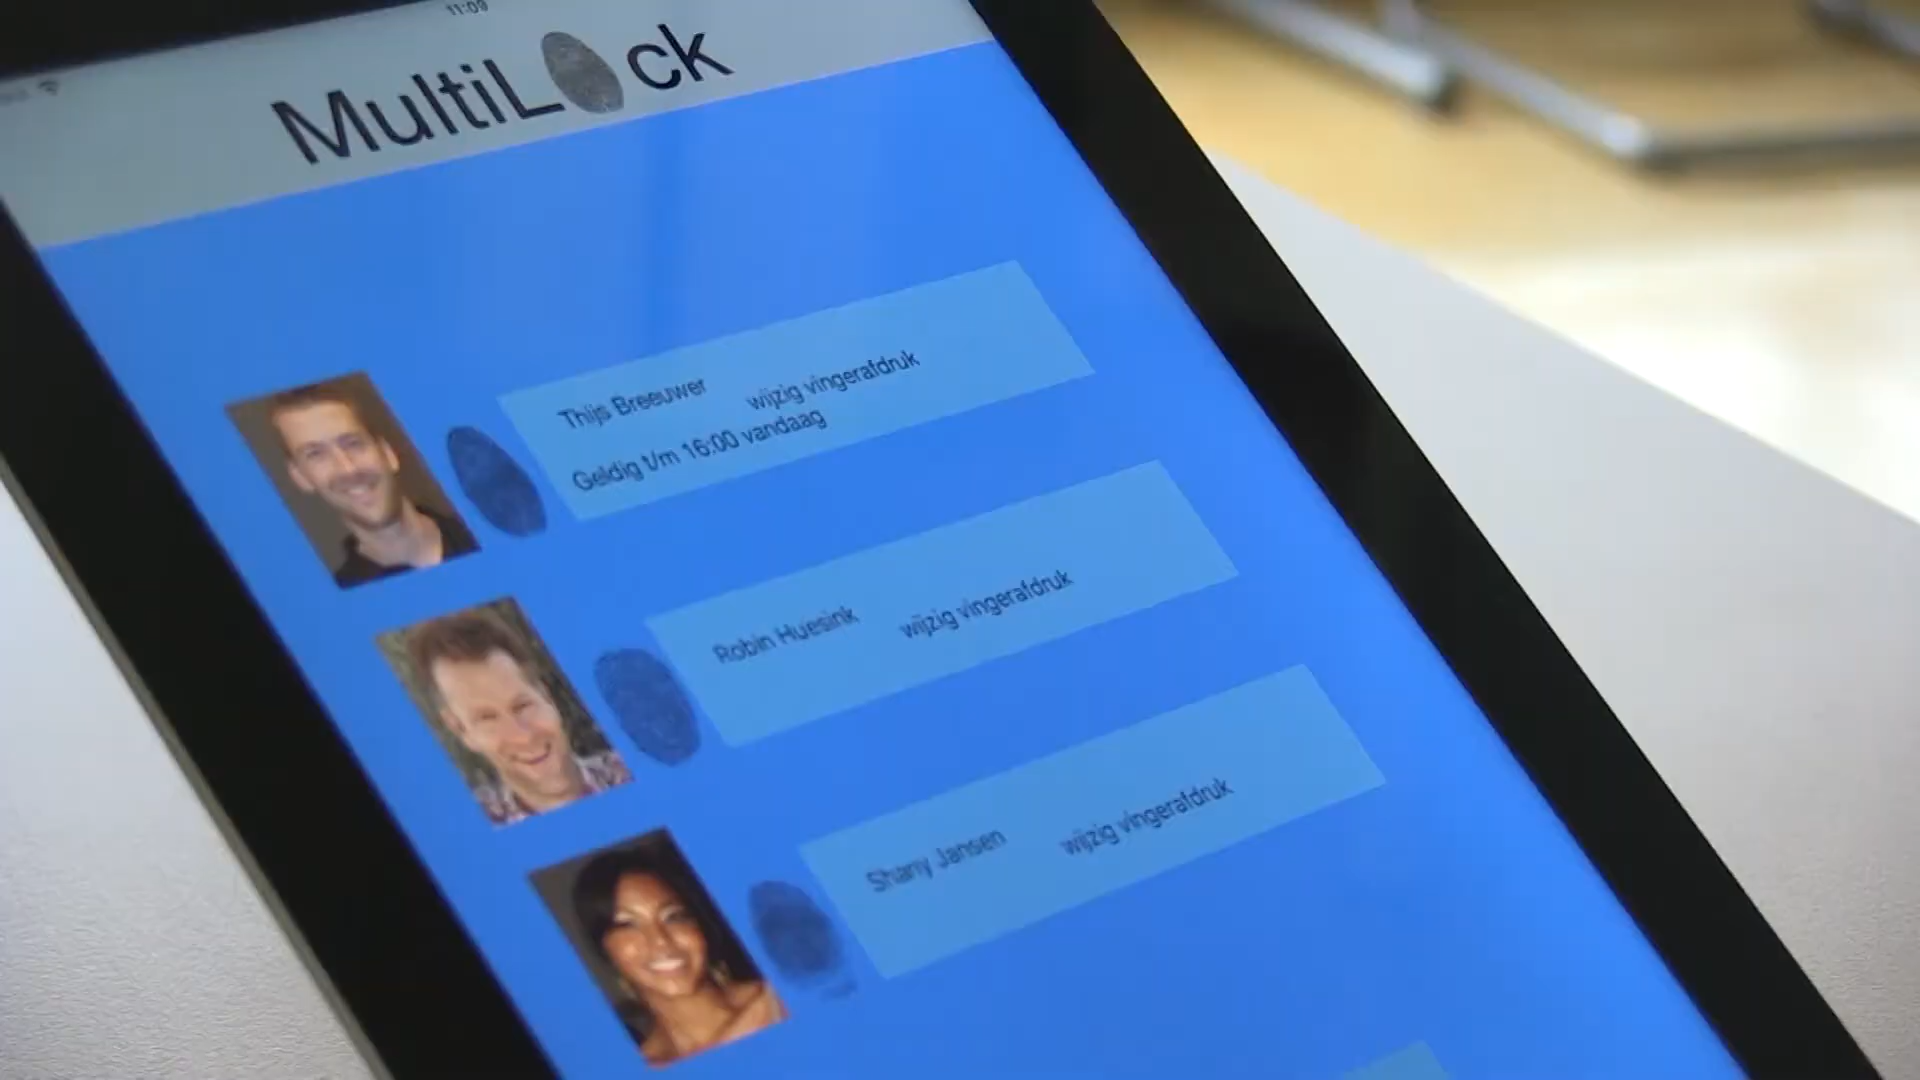 11:09
MultiLock
Thijs Breeuwer wijzig vingerafdruk
Geldig t/m 16:00 vandaag
Robin Huesink wijzig vingerafdruk
Shany Jansen wijzig vingerafdruk